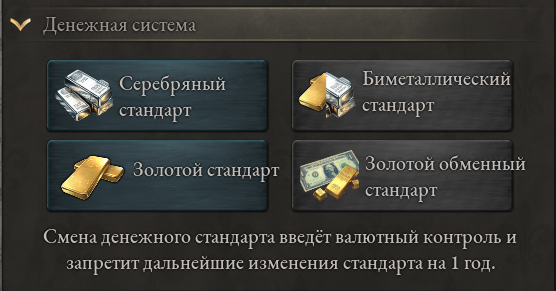 Денежная система
Серебряный
стандарт
Биметаллический
стандарт
Золотой стандарт
Золотой обменный
стандарт
Смена денежного стандарта введёт валютный контроль и
запретит дальнейшие изменения стандарта на 1 год.